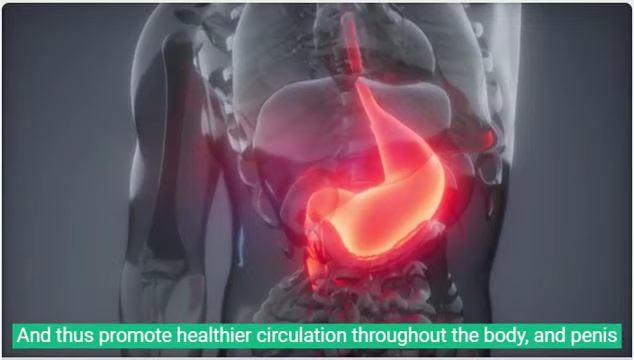 And thus promote healthier circulation throughout the body, and penis